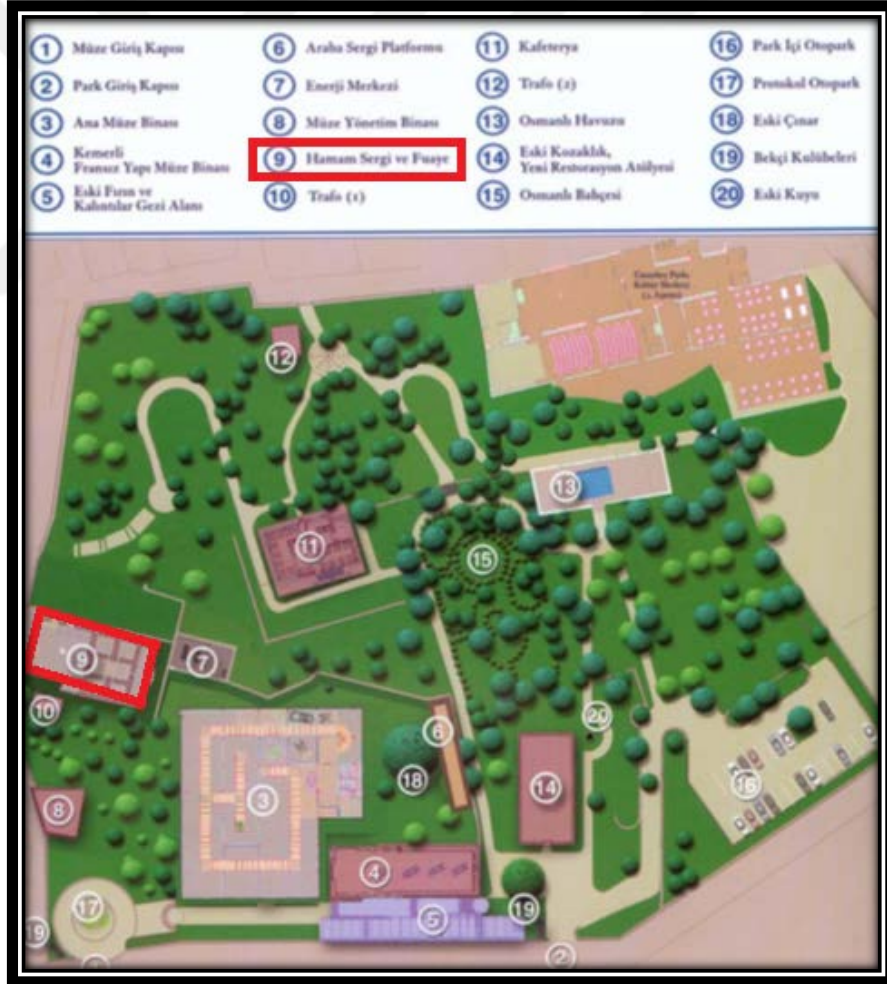 1 Müze Giriş Kapısı
2 Park Giriş Kapısı
3 Ana Müze Binası
4 Kemerli
Fransız Yapı Müze Binası
5 Eski Fırın ve
Kalıntılar Gezi Alanı
6 Araba Sergi Platformu
7 Enerji Merkezi
8 Müze Yönetim Binası
9 Hamam Sergi ve Fuaye
10 Trafo (1)
11 Kafeterya
12 Trafo (2)
13 Osmanlı Havuzu
14 Eski Kozaklık,
Yeni Restorasyon Atölyesi
15 Osmanlı Bahçesi
16 Park İçi Otopark
17 Protokol Otopark
18 Eski Çınar
19 Bekçi Kulübeleri
20 Eski Kuyu
Kültür Merkezi
12
13
11
15
9
7
10
6
20
18
3
14
16
8
4
17
5
19
19
2